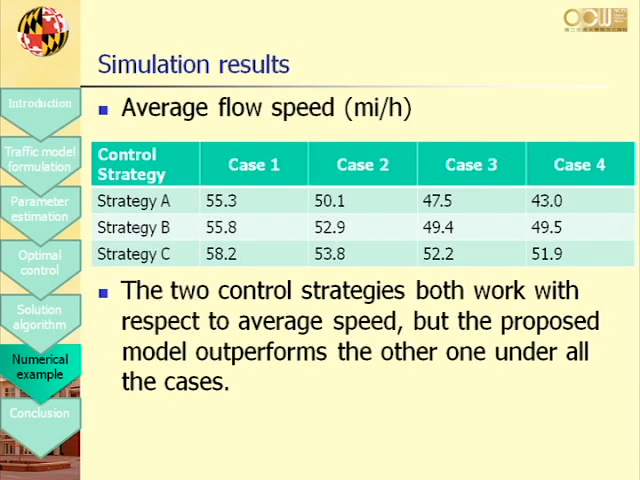 Simulation results
Introduction
Traffic model
formulation
Parameter
estimation
Optimal
control
Solution
algorithm
Numerical
example
Conclusion
■ Average flow speed (mi/h)
Control Strategy Case 1 Case 2 Case 3 Case 4
Strategy A 55.3 50.1 47.5 43.0
Strategy B 55.8 52.9 49.4 49.5
Strategy C 58.2 53.8 52.2 51.9
■ The two control strategies both work with
respect to average speed, but the proposed
model outperforms the other one under all
the cases.